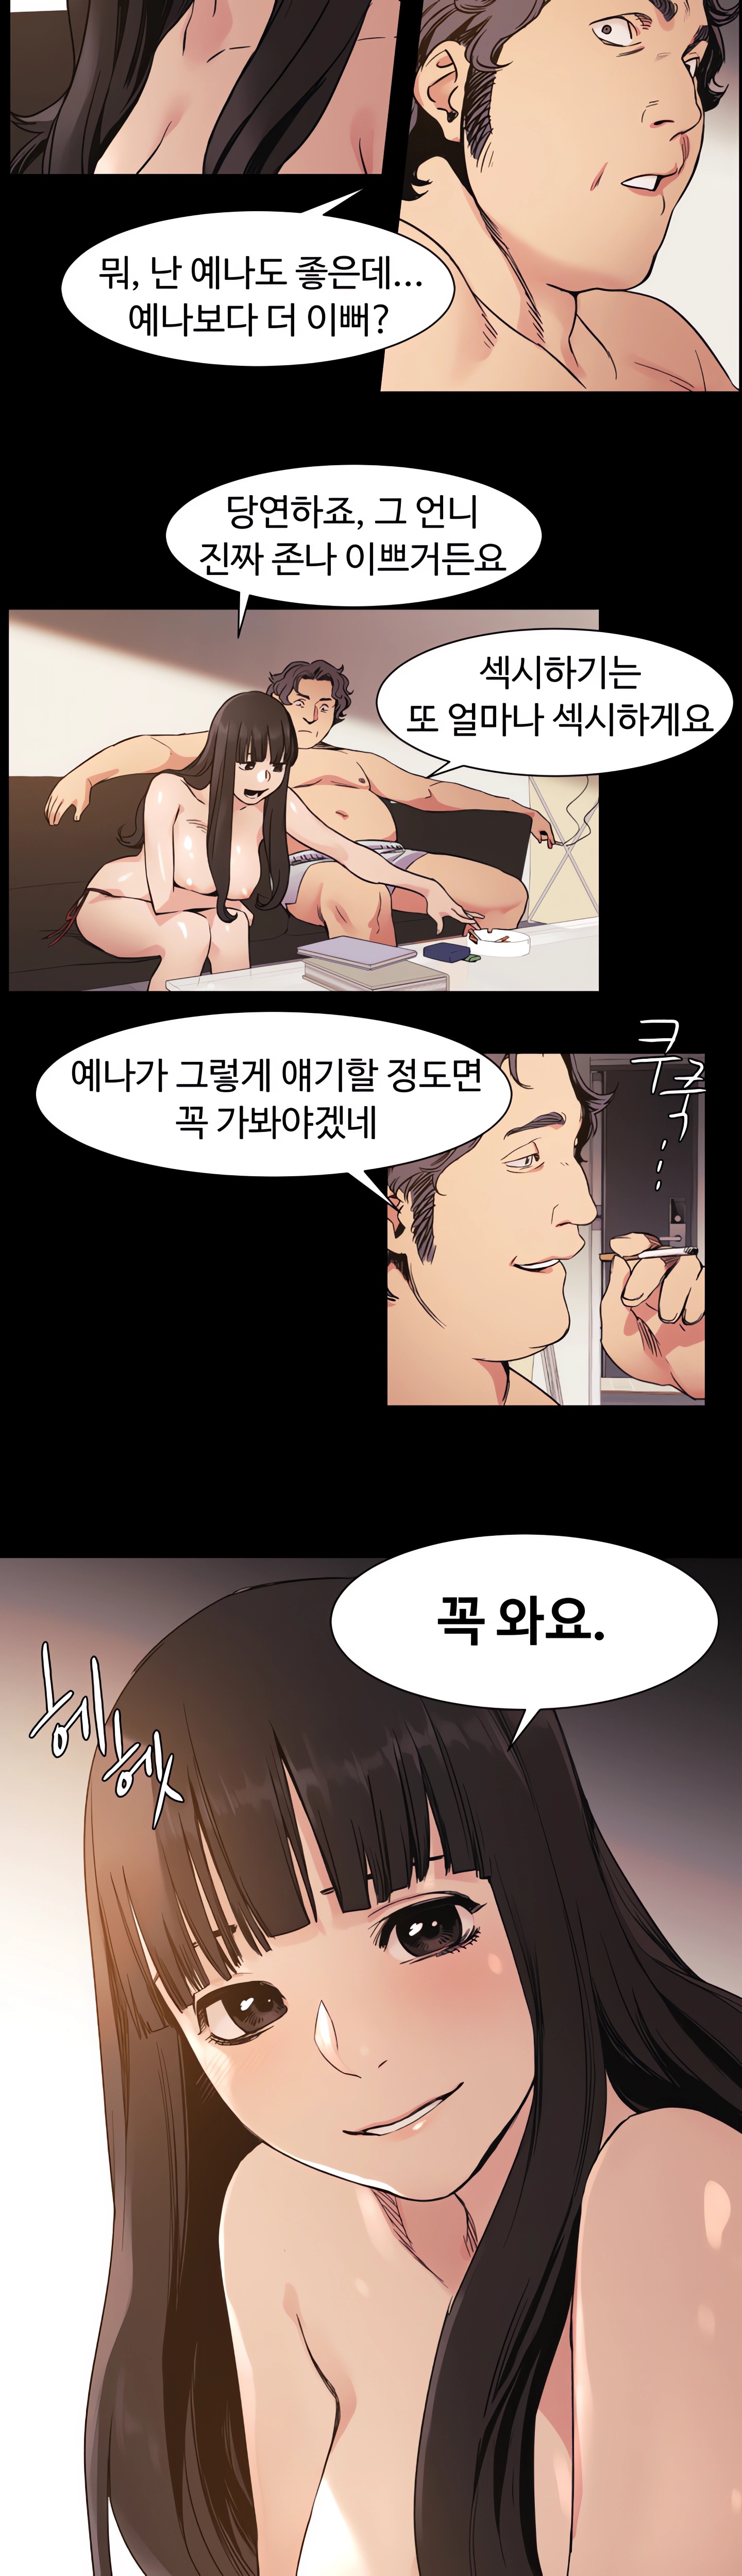 뭐, 난 예나도 좋은데...
예나보다 더 이뻐?
당연하죠, 그 언니
진짜 존나 이쁘거든요
섹시하기는
또 얼마나 섹시하게요
예나가 그렇게 얘기할 정도면
꼭 가봐야겠네
쿠쿡...
꼭 와요.
헤헷